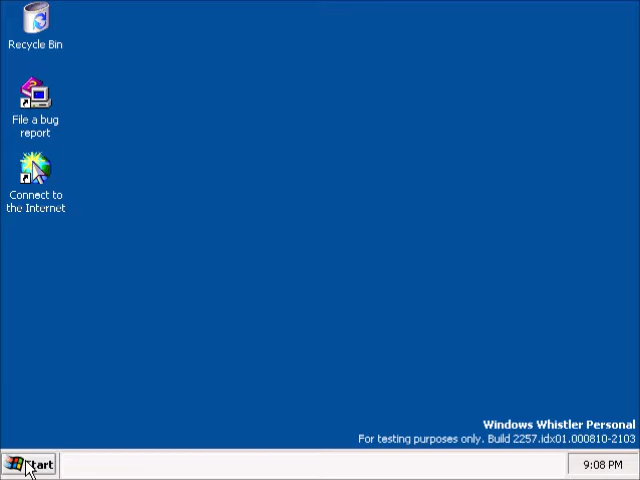 Recycle Bin
File a bug
report
Connect to
the Internet
Windows Whistler Personal
For testing purposes only. Build 2257.idx01.000810-2103
Start
9:08 PM